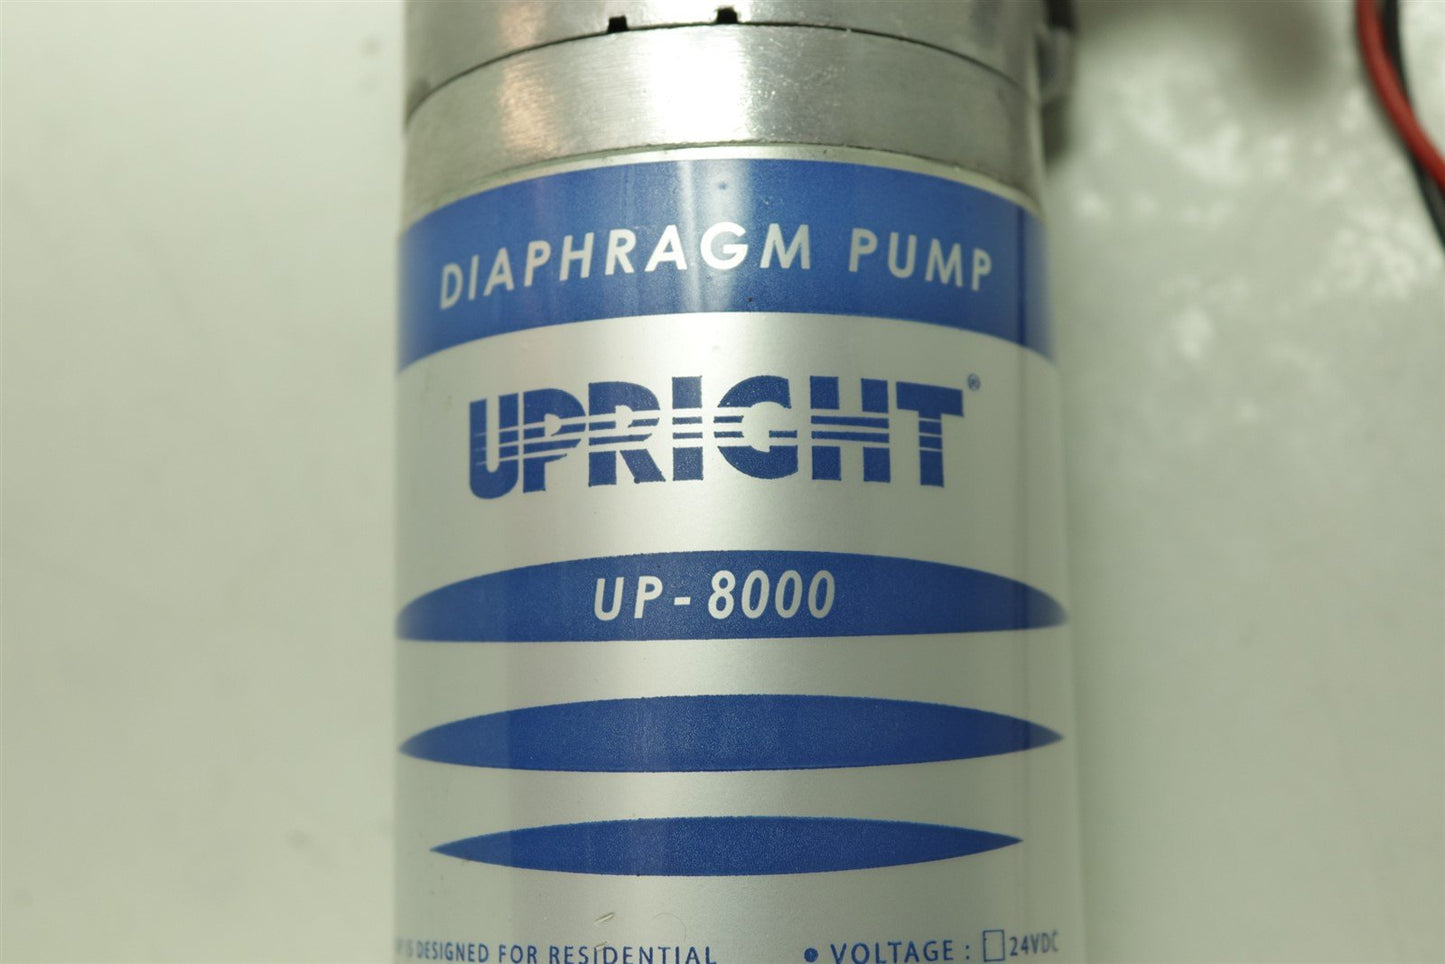 DIAPHRAGM PUMP
UPRIGHT®
UP-8000
IS DESIGNED FOR RESIDENTIAL
• VOLTAGE : □ 24VDC